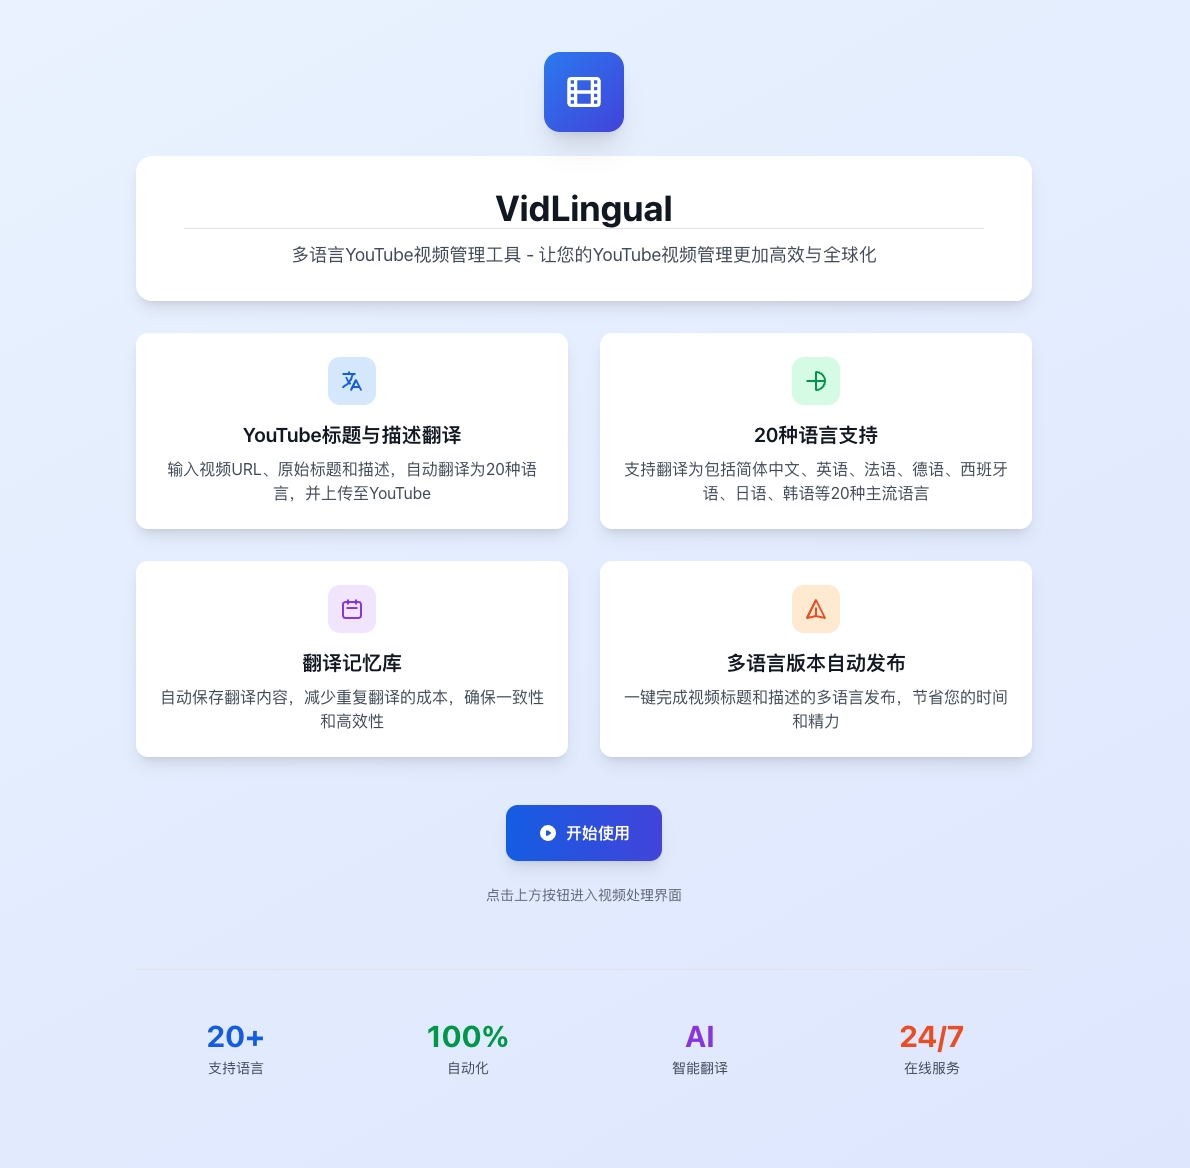 VidLingual
多语言YouTube视频管理工具 - 让您的YouTube视频管理更加高效与全球化
YouTube标题与描述翻译
输入视频URL、原始标题和描述，自动翻译为20种语
言，并上传至YouTube
20种语言支持
支持翻译为包括简体中文、英语、法语、德语、西班牙
语、日语、韩语等20种主流语言
翻译记忆库
自动保存翻译内容，减少重复翻译的成本，确保一致性
和高效性
多语言版本自动发布
一键完成视频标题和描述的多语言发布，节省您的时间
和精力
开始使用
点击上方按钮进入视频处理界面
20+
支持语言
100%
自动化
AI
智能翻译
24/7
在线服务